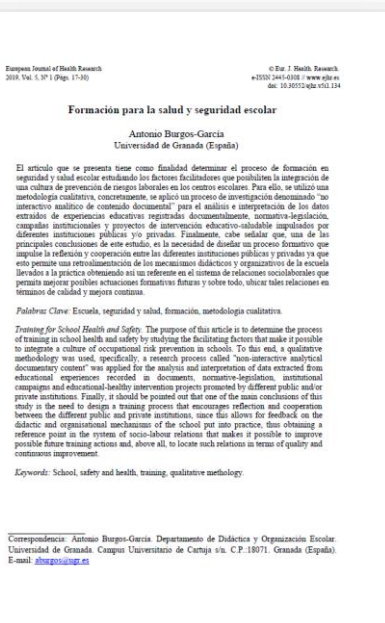 European Journal of Health Research
2019, Vol. 5, Nº 1 (Págs. 17-30)
© Eur. J. Health. Research.
e-ISSN 2445-0308 // www.ejhr.es
doi: 10.30552/ejhr.v5i1.134
Formación para la salud y seguridad escolar
Antonio Burgos-García
Universidad de Granada (España)
El artículo que se presenta tiene como finalidad determinar el proceso de formación en
seguridad y salud escolar estudiando los factores facilitadores que posibiliten la integración de
una cultura de prevención de riesgos laborales en los centros escolares. Para ello, se utilizó una
metodología cualitativa, concretamente, se aplicó un proceso de investigación denominado "no
interactivo analítico de contenido documental" para el análisis e interpretación de los datos
extraídos de experiencias educativas registradas documentalmente, normativa-legislación,
campañas institucionales y proyectos de intervención educativo-saludable impulsados por
diferentes instituciones públicas y/o privadas. Finalmente, cabe señalar que, una de las
principales conclusiones de este estudio, es la necesidad de diseñar un proceso formativo que
impulse la reflexión y cooperación entre las diferentes instituciones públicas y privadas ya que
esto permite una retroalimentación de los mecanismos didácticos y organizativos de la escuela
llevados a la práctica obteniendo así un referente en el sistema de relaciones sociolaborales que
permita mejorar posibles actuaciones formativas futuras y sobre todo, ubicar tales relaciones en
términos de calidad y mejora continua.
Palabras Clave: Escuela, seguridad y salud, formación, metodología cualitativa.
Training for School Health and Safety. The purpose of this article is to determine the process
of training in school health and safety by studying the facilitating factors that make it possible
to integrate a culture of occupational risk prevention in schools. To this end, a qualitative
methodology was used, specifically, a research process called "non-interactive analytical
documentary content" was applied for the analysis and interpretation of data extracted from
educational experiences recorded in documents, normative-legislation, institutional
campaigns and educational-healthy intervention projects promoted by different public and/or
private institutions. Finally, it should be pointed out that one of the main conclusions of this
study is the need to design a training process that encourages reflection and cooperation
between the different public and private institutions, since this allows for feedback on the
didactic and organisational mechanisms of the school put into practice, thus obtaining a
reference point in the system of socio-labour relations that makes it possible to improve
possible future training actions and, above all, to locate such relations in terms of quality and
continuous improvement.
Keywords: School, safety and health, training, qualitative methology.
Correspondencia: Antonio Burgos-García. Departamento de Didáctica y Organización Escolar.
Universidad de Granada. Campus Universitario de Cartuja s/n. C.P.:18071. Granada (España).
E-mail: aburgos@ugr.es